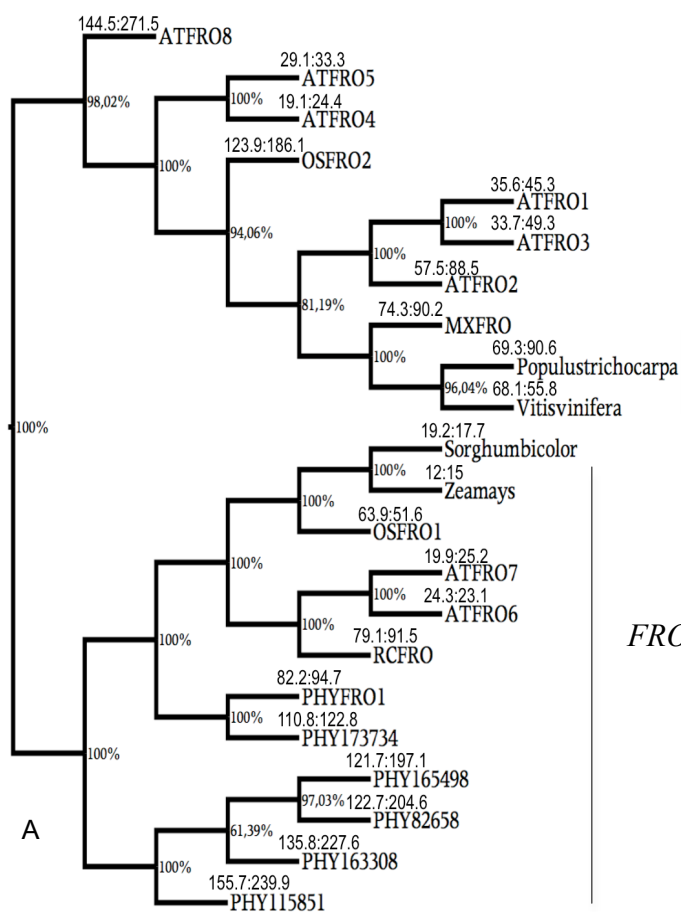 144.5:271.5
ATFRO8
98,02%
29.1:33.3
ATFRO5
100%
19.1:24.4
ATFRO4
100%
123.9:186.1
OSFRO2
94,06%
35.6:45.3
ATFRO1
100%
33.7:49.3
ATFRO3
100%
57.5:88.5
ATFRO2
81,19%
74.3:90.2
MXFRO
100%
69.3:90.6
Populustrichocarpa
96,04%
68.1:55.8
Vitisvinifera
100%
19.2:17.7
Sorghumbicolor
100%
12:15
Zeamays
100%
63.9:51.6
OSFRO1
100%
19.9:25.2
ATFRO7
100%
24.3:23.1
ATFRO6
100%
79.1:91.5
RCFRO
FRO
100%
82.2:94.7
PHYFRO1
100%
110.8:122.8
PHY173734
100%
121.7:197.1
PHY165498
97,03%
122.7:204.6
PHY82658
61,39%
135.8:227.6
PHY163308
100%
155.7:239.9
PHY115851
A